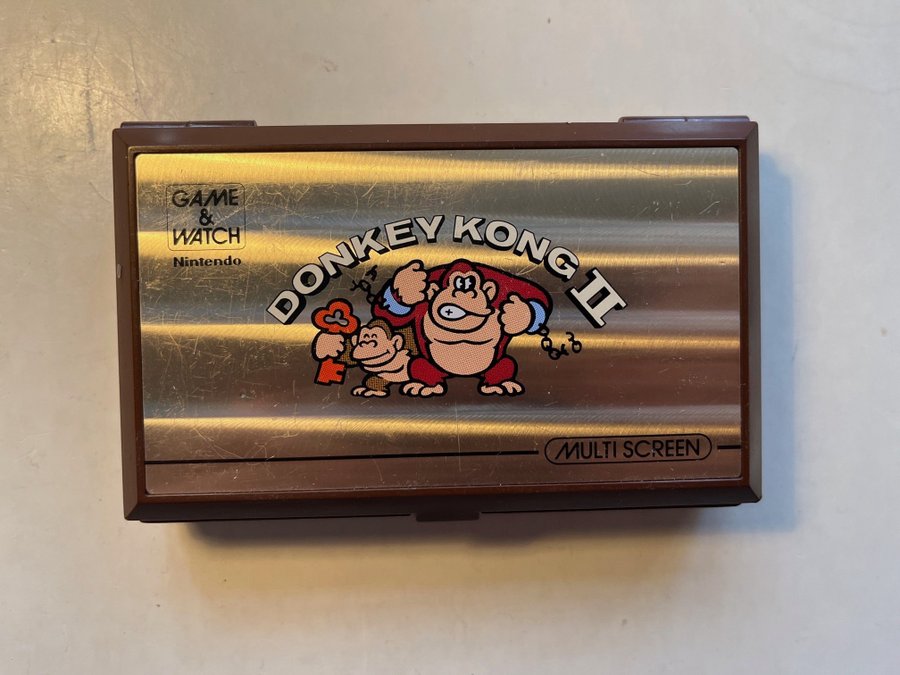 GAME
&
WATCH
Nintendo
DONKEY KONG II
MULTI SCREEN